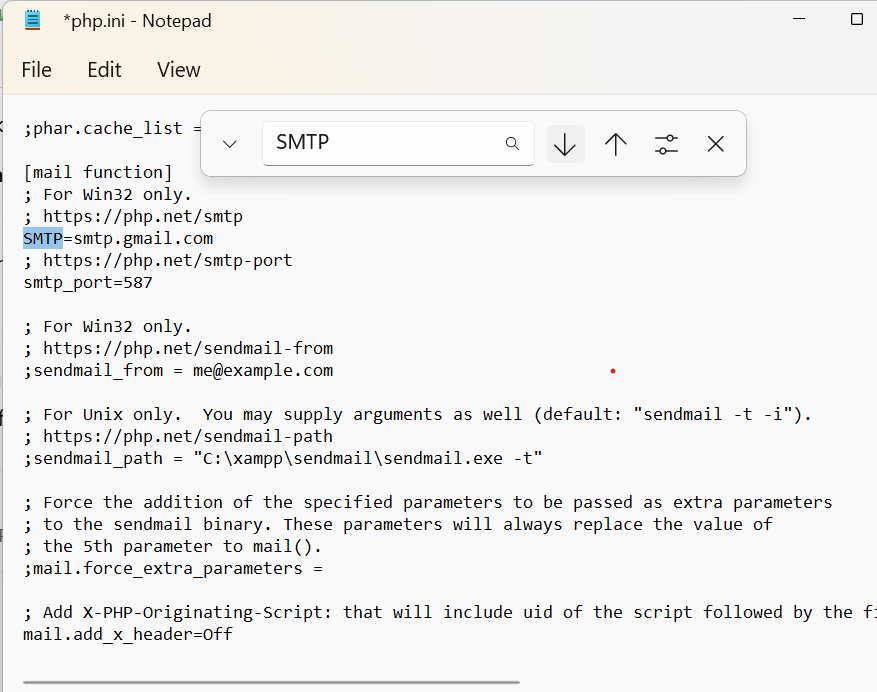 *php.ini - Notepad
File Edit View
SMTP
;phar.cache_list =
[mail function]
; For Win32 only.
; https://php.net/smtp
SMTP=smtp.gmail.com
; https://php.net/smtp-port
smtp_port=587
; For Win32 only.
; https://php.net/sendmail-from
;sendmail_from = me@example.com
; For Unix only.  You may supply arguments as well (default: "sendmail -t -i").
; https://php.net/sendmail-path
;sendmail_path = "C:\xampp\sendmail\sendmail.exe -t"
; Force the addition of the specified parameters to be passed as extra parameters
; to the sendmail binary. These parameters will always replace the value of
; the 5th parameter to mail().
;mail.force_extra_parameters =
; Add X-PHP-Originating-Script: that will include uid of the script followed by the
mail.add_x_header=Off